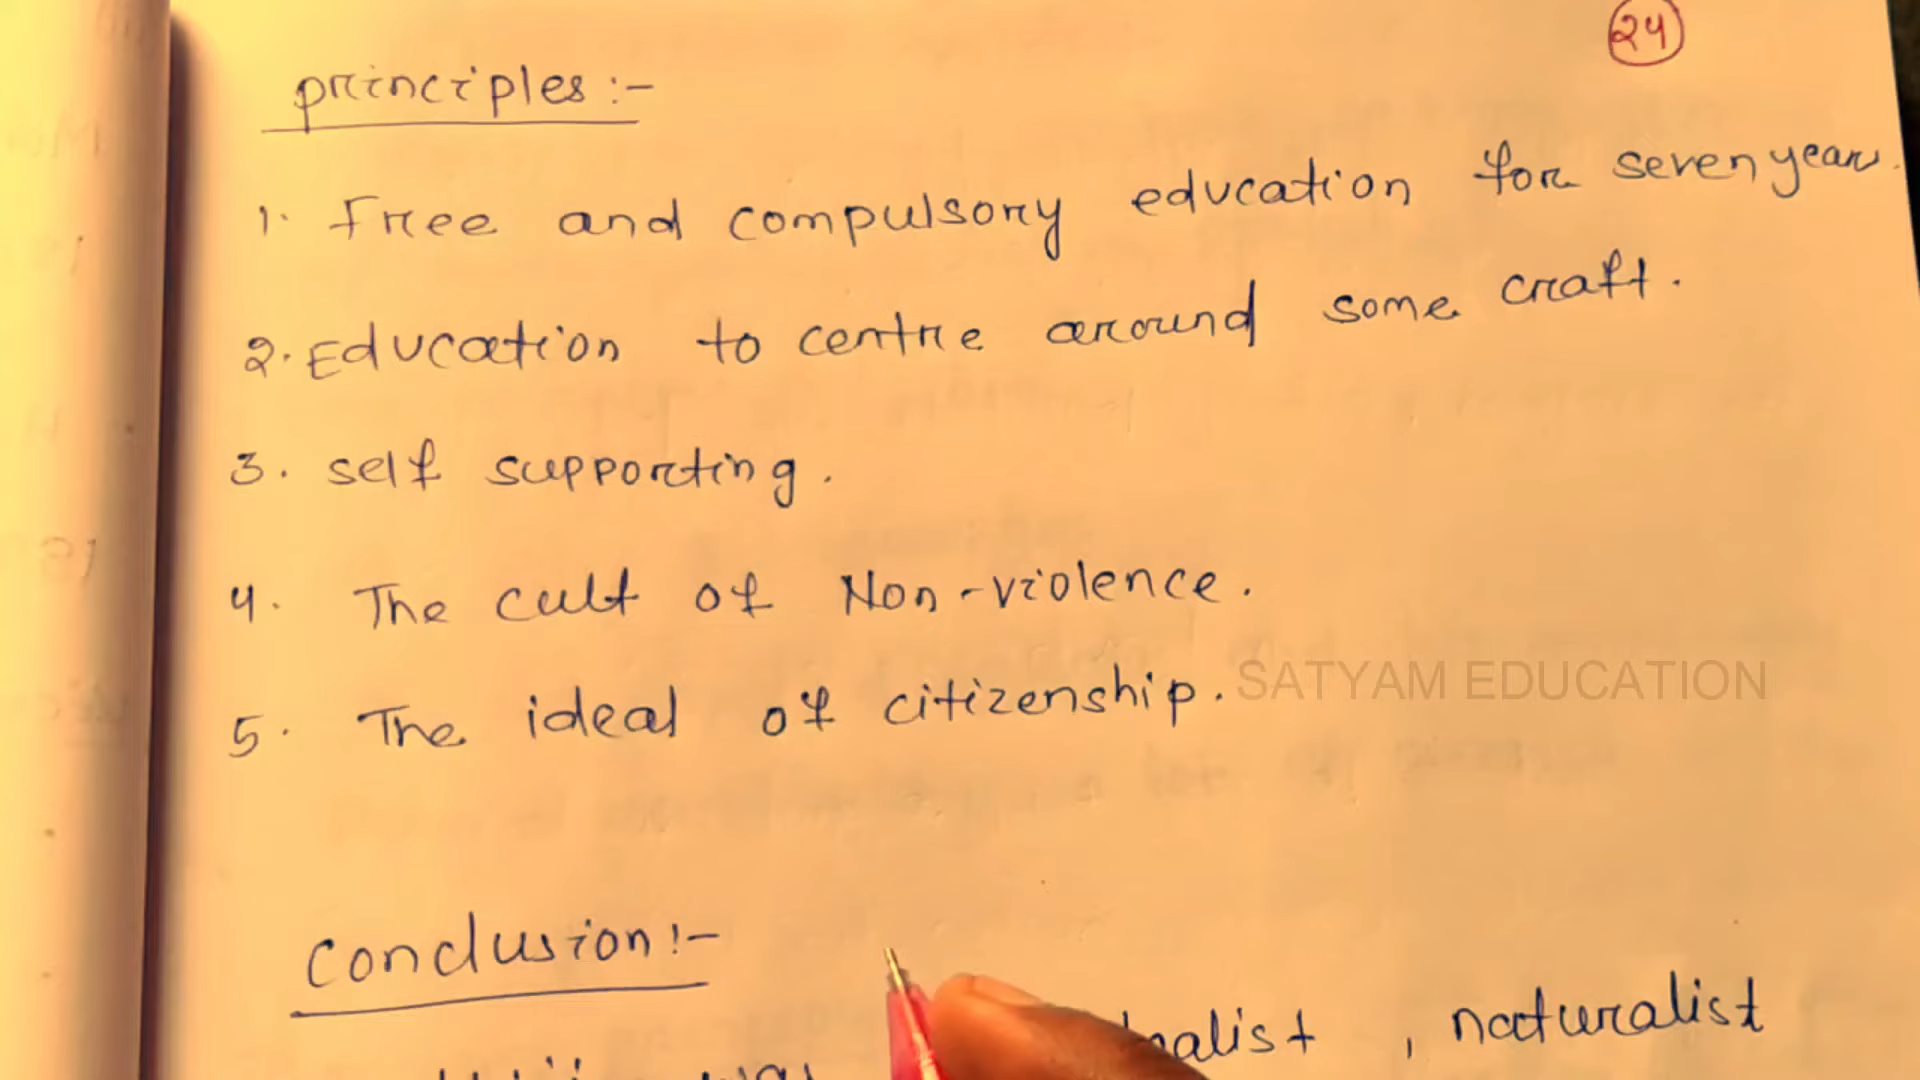 24
principles :-
1. Free and compulsory education for seven years.
2. Education to centre around some craft.
3. self supporting.
4. The cult of Non-violence.
5. The ideal of citizenship.
SATYAM EDUCATION
conclusion :-
, naturalist